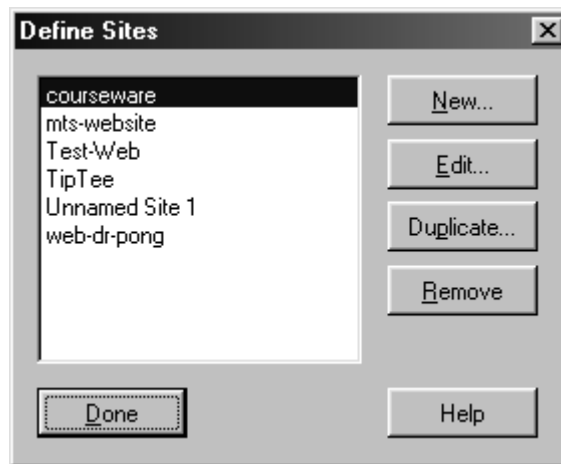 Define Sites
courseware
mts-website
Test-Web
TipTee
Unnamed Site 1
web-dr-pong
New...
Edit...
Duplicate...
Remove
Done
Help